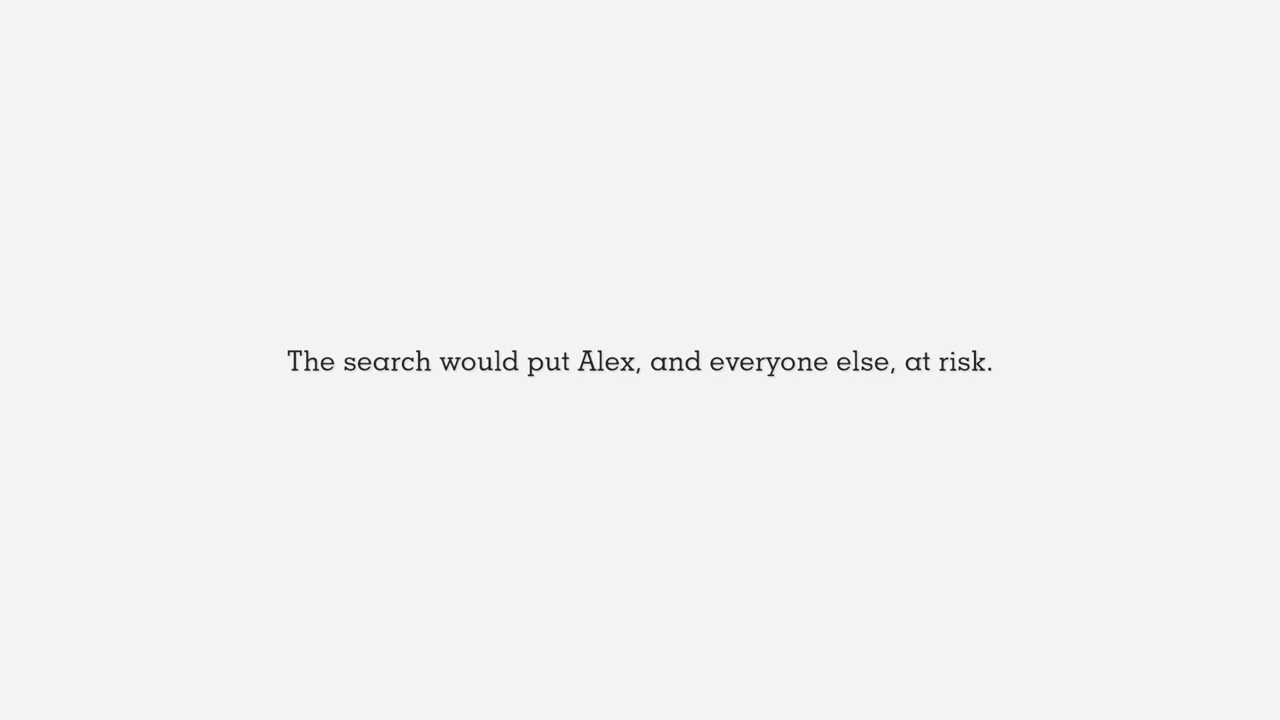 The search would put Alex, and everyone else, at risk.